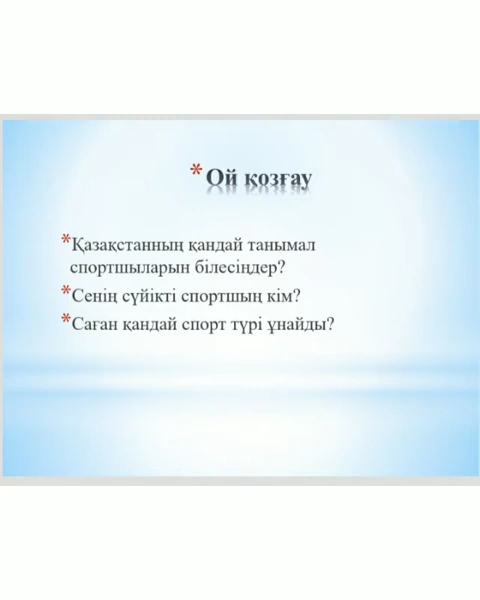 * Ой қозғау
* Қазақстанның қандай танымал
спортшыларын білесіңдер?
* Сенің сүйікті спортшың кім?
* Саған қандай спорт түрі ұнайды?